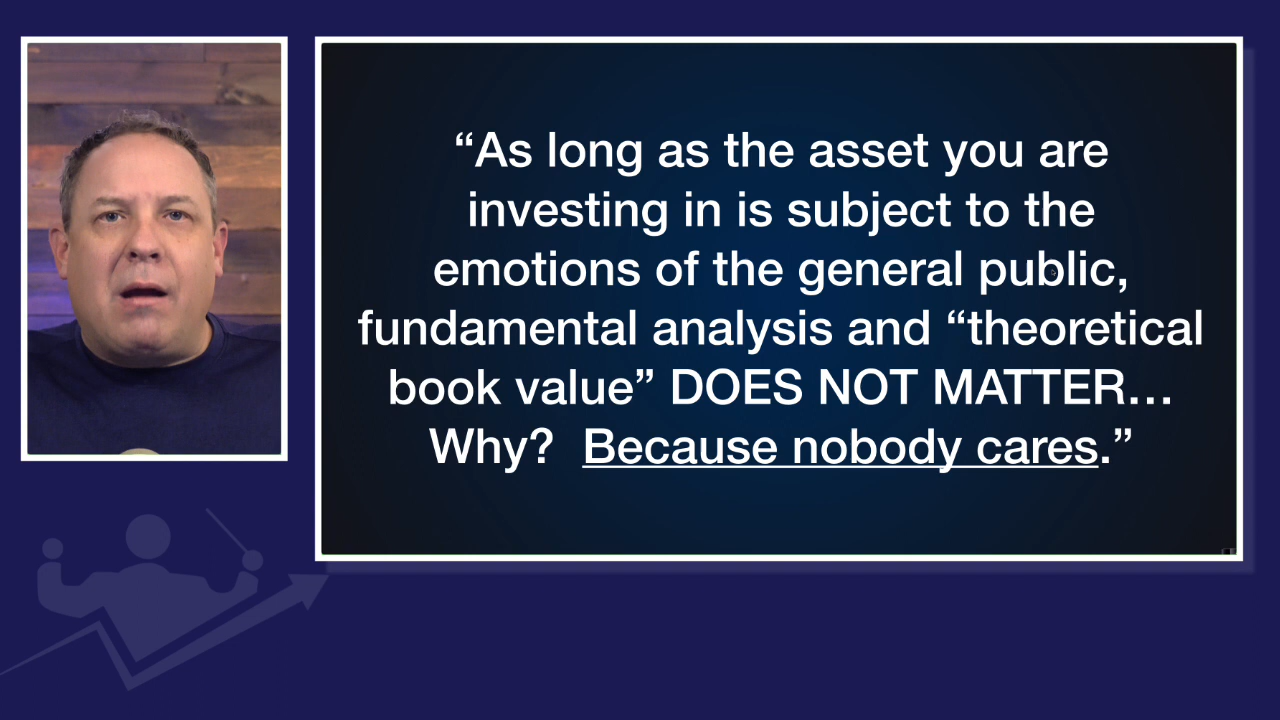 “As long as the asset you are
investing in is subject to the
emotions of the general public,
fundamental analysis and “theoretical
book value” DOES NOT MATTER…
Why?  Because nobody cares.”